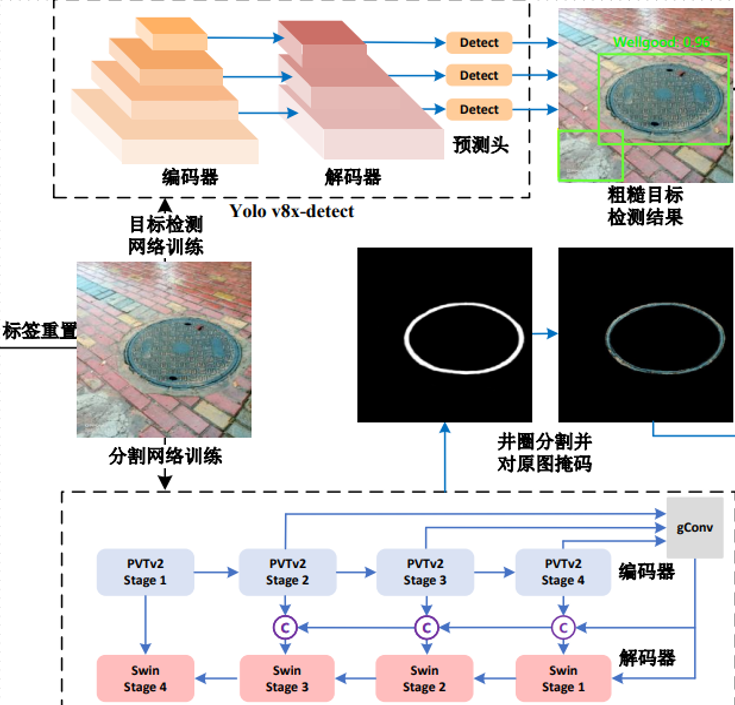 Detect
Detect
Detect
预测头
编码器
解码器
Yolo v8x-detect
Wellgood 0.96
粗糙目标
检测结果
目标检测
网络训练
标签重置
分割网络训练
井圈分割并
对原图掩码
gConv
PVTv2
Stage 1
PVTv2
Stage 2
PVTv2
Stage 3
PVTv2
Stage 4
编码器
C
C
C
解码器
Swin
Stage 4
Swin
Stage 3
Swin
Stage 2
Swin
Stage 1